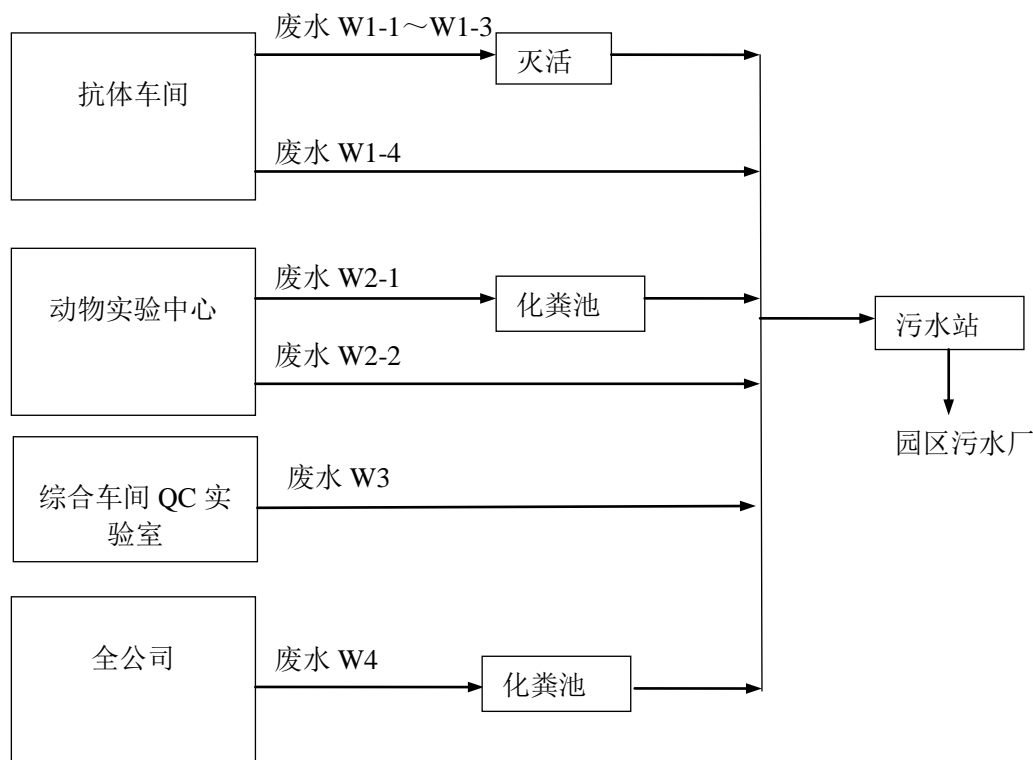 废水 W1-1～W1-3
灭活
抗体车间
废水 W1-4
废水 W2-1
动物实验中心
化粪池
污水站
废水 W2-2
园区污水厂
废水 W3
综合车间 QC 实
验室
全公司
废水 W4
化粪池